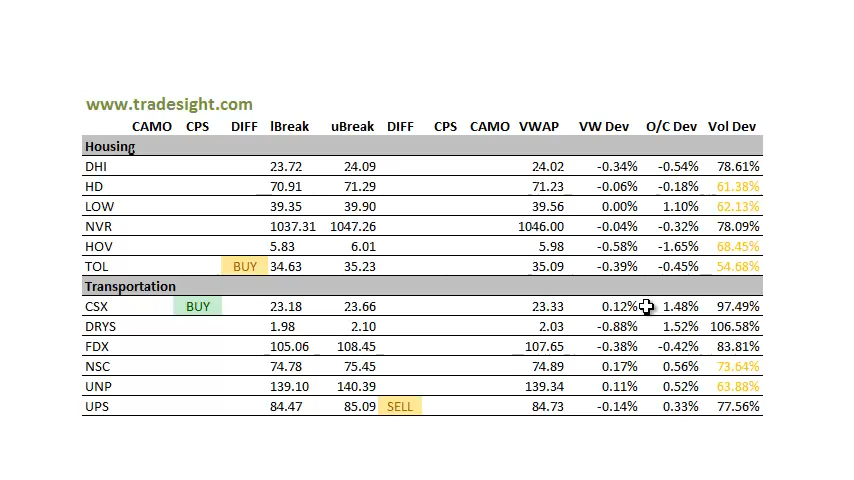 www.tradesight.com
CAMO CPS DIFF lBreak uBreak DIFF CPS CAMO VWAP VW Dev O/C Dev Vol Dev
Housing
DHI 23.72 24.09 24.02 -0.34% -0.54% 78.61%
HD 70.91 71.29 71.23 -0.06% -0.18% 61.38%
LOW 39.35 39.90 39.56 0.00% 1.10% 62.13%
NVR 1037.31 1047.26 1046.00 -0.04% -0.32% 78.09%
HOV 5.83 6.01 5.98 -0.58% -1.65% 68.45%
TOL BUY 34.63 35.23 35.09 -0.39% -0.45% 54.68%
Transportation
CSX BUY 23.18 23.66 23.33 0.12% 1.48% 97.49%
DRYS 1.98 2.10 2.03 -0.88% 1.52% 106.58%
FDX 105.06 108.45 107.65 -0.38% -0.42% 83.81%
NSC 74.78 75.45 74.89 0.17% 0.56% 73.64%
UNP 139.10 140.39 139.34 0.11% 0.52% 63.88%
UPS 84.47 85.09 SELL 84.73 -0.14% 0.33% 77.56%